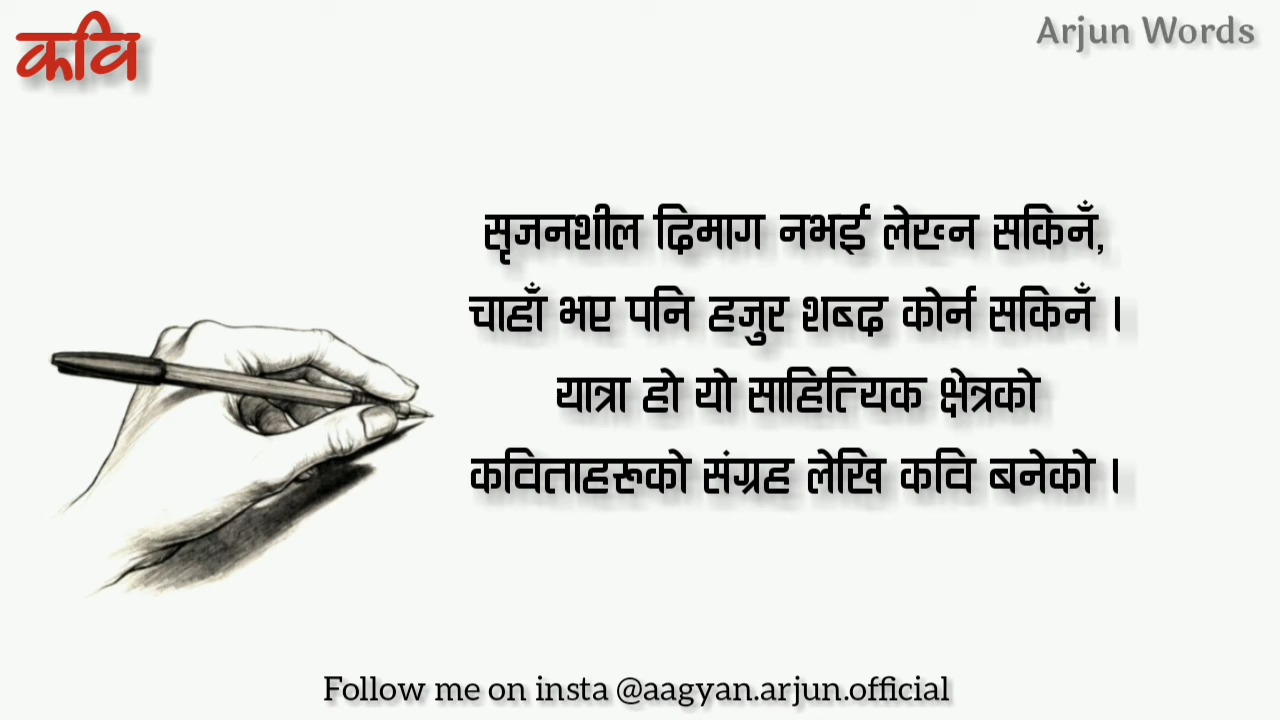 कवि
Arjun Words
सृजनशील दिमाग नभई लेख्न सकिनँ,
चाहाँ भए पनि हजुर शब्द कोर्न सकिनँ ।
यात्रा हो यो साहित्यिक क्षेत्रको
कविताहरुको संग्रह लेखि कवि बनेको ।
Follow me on insta @aagyan.arjun.official